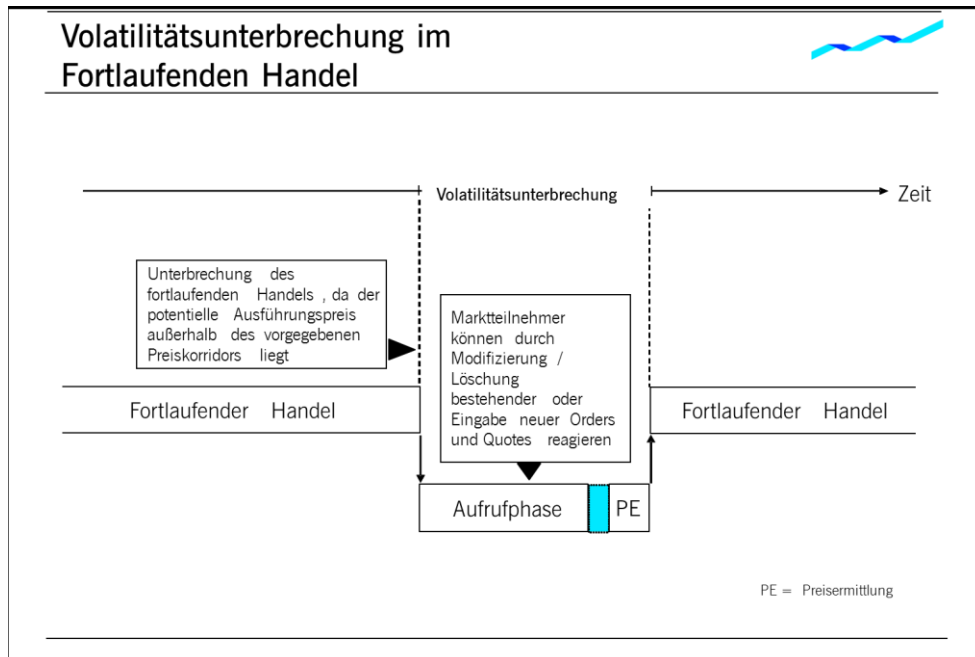 Volatilitätsunterbrechung im
Fortlaufenden Handel
Volatilitätsunterbrechung
Zeit
Unterbrechung des
fortlaufenden Handels , da der
potentielle Ausführungspreis
außerhalb des vorgegebenen
Preiskorridors liegt
Marktteilnehmer
können durch
Modifizierung /
Löschung
bestehender oder
Eingabe neuer Orders
und Quotes reagieren
Fortlaufender Handel
Fortlaufender Handel
Aufrufphase
PE
PE = Preisermittlung